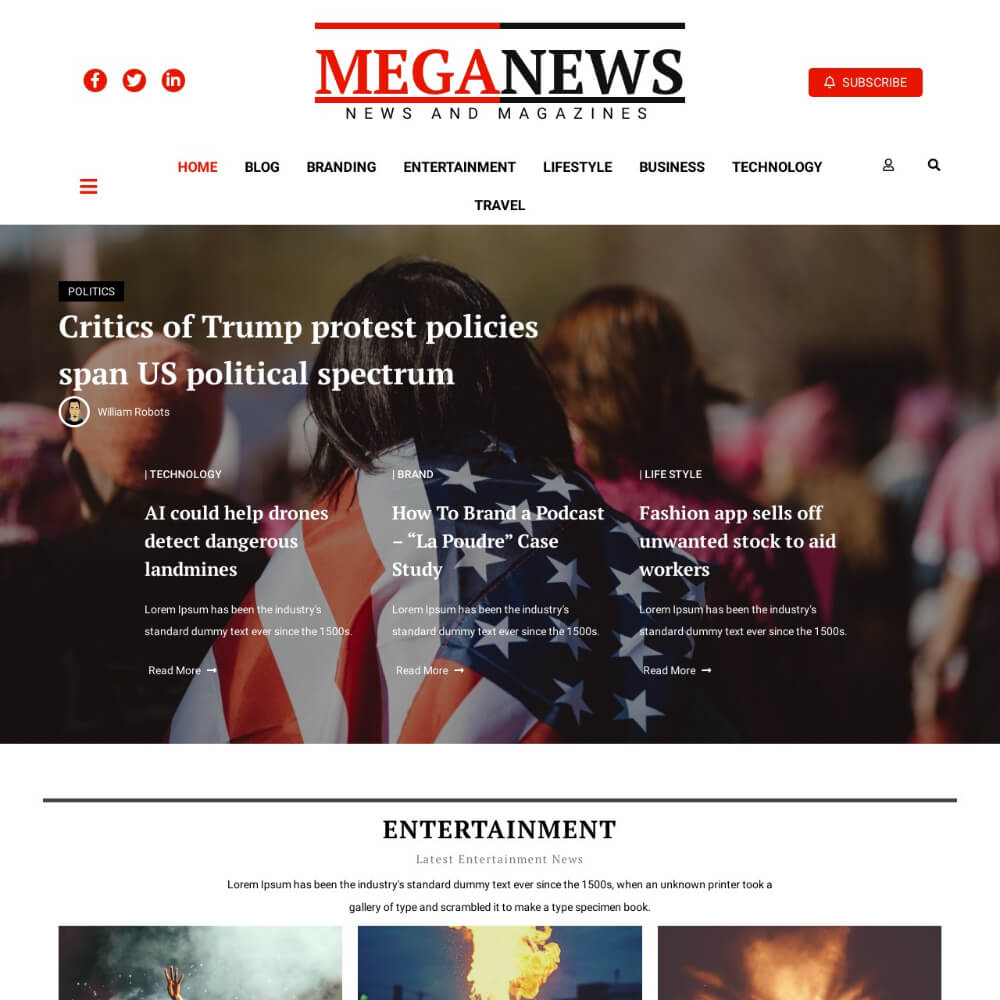 MEGANEWS
NEWS AND MAGAZINES
SUBSCRIBE
HOME BLOG BRANDING ENTERTAINMENT LIFESTYLE BUSINESS TECHNOLOGY
TRAVEL
POLITICS
Critics of Trump protest policies
span US political spectrum
William Robots
| TECHNOLOGY
AI could help drones
detect dangerous
landmines
Lorem Ipsum has been the industry's
standard dummy text ever since the 1500s.
Read More →
| BRAND
How To Brand a Podcast
– “La Poudre” Case
Study
Lorem Ipsum has been the industry's
standard dummy text ever since the 1500s.
Read More →
| LIFE STYLE
Fashion app sells off
unwanted stock to aid
workers
Lorem Ipsum has been the industry's
standard dummy text ever since the 1500s.
Read More →
ENTERTAINMENT
Latest Entertainment News
Lorem Ipsum has been the industry's standard dummy text ever since the 1500s, when an unknown printer took a
gallery of type and scrambled it to make a type specimen book.